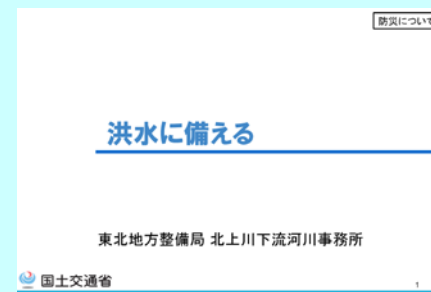 防災について
洪水に備える
東北地方整備局 北上川下流河川事務所
国土交通省
1